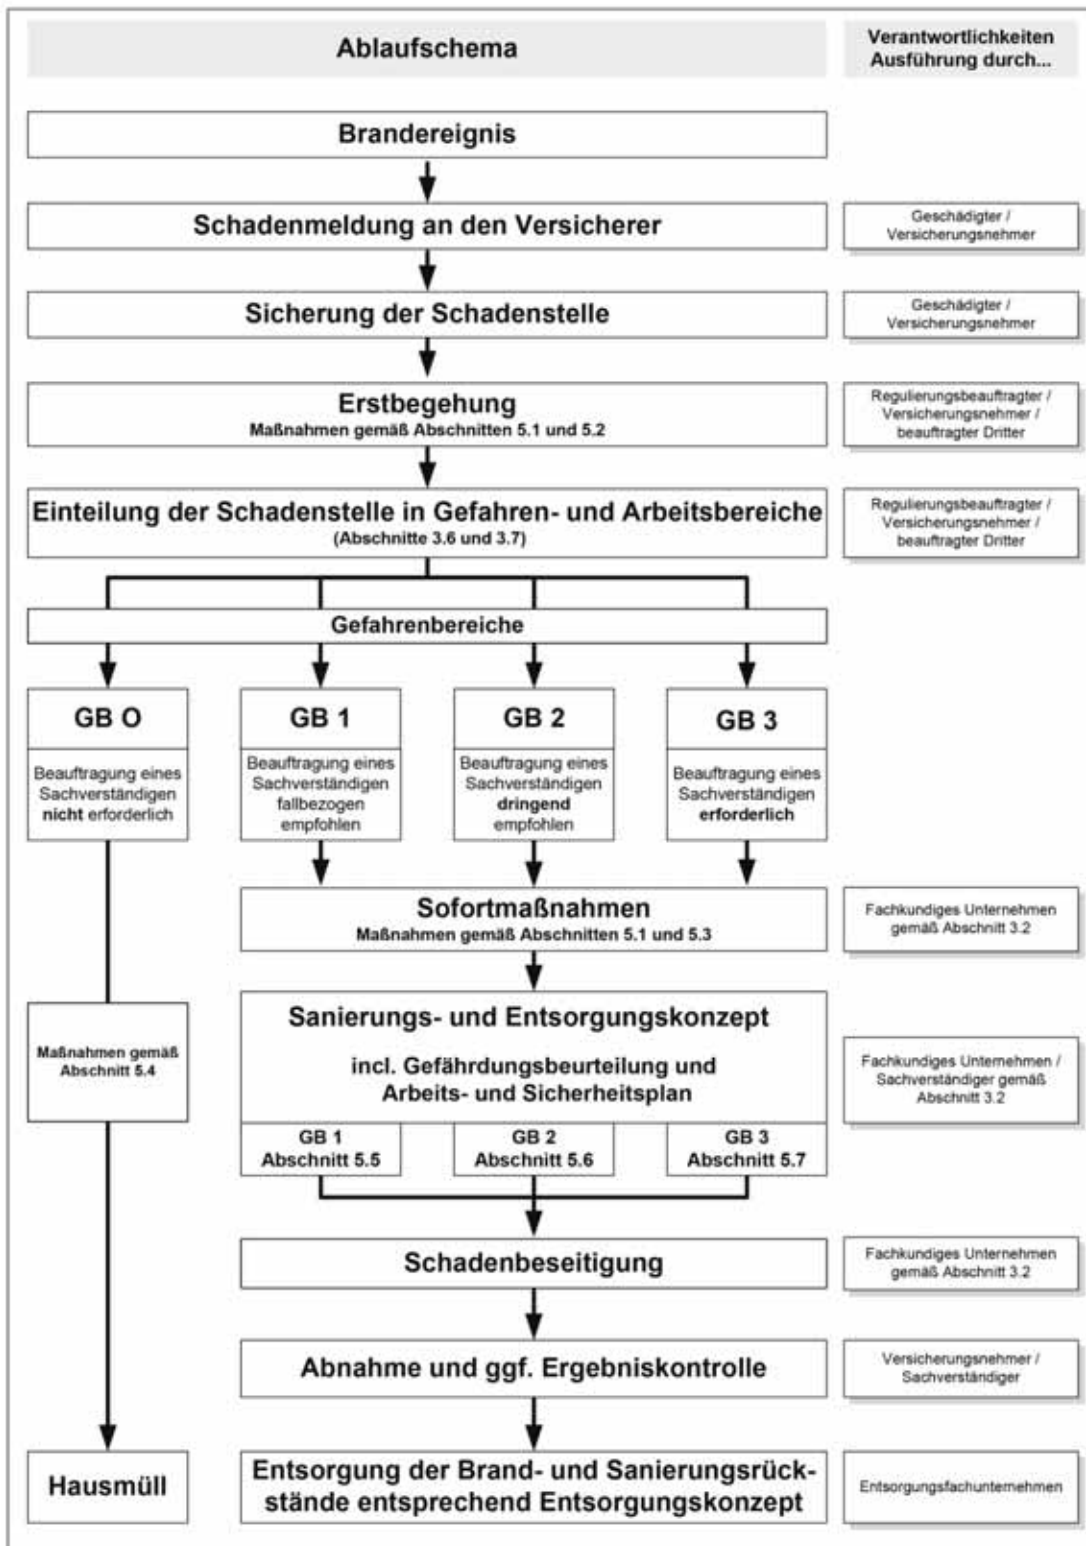 Ablaufschema
Verantwortlichkeiten
Ausführung durch...
Brandereignis
Schadenmeldung an den Versicherer
Geschädigter /
Versicherungsnehmer
Sicherung der Schadenstelle
Geschädigter /
Versicherungsnehmer
Erstbegehung
Maßnahmen gemäß Abschnitten 5.1 und 5.2
Regulierungsbeauftragter /
Versicherungsnehmer /
beauftragter Dritter
Einteilung der Schadenstelle in Gefahren- und Arbeitsbereiche
(Abschnitte 3.6 und 3.7)
Regulierungsbeauftragter /
Versicherungsnehmer /
beauftragter Dritter
Gefahrenbereiche
GB O
Beauftragung eines
Sachverständigen
nicht erforderlich
GB 1
Beauftragung eines
Sachverständigen
fallbezogen
empfohlen
GB 2
Beauftragung eines
Sachverständigen
dringend
empfohlen
GB 3
Beauftragung eines
Sachverständigen
erforderlich
Sofortmaßnahmen
Maßnahmen gemäß Abschnitten 5.1 und 5.3
Fachkundiges Unternehmen
gemäß Abschnitt 3.2
Maßnahmen gemäß
Abschnitt 5.4
Sanierungs- und Entsorgungskonzept
incl. Gefährdungsbeurteilung und
Arbeits- und Sicherheitsplan
Fachkundiges Unternehmen /
Sachverständiger gemäß
Abschnitt 3.2
GB 1
Abschnitt 5.5
GB 2
Abschnitt 5.6
GB 3
Abschnitt 5.7
Schadenbeseitigung
Fachkundiges Unternehmen
gemäß Abschnitt 3.2
Abnahme und ggf. Ergebniskontrolle
Versicherungsnehmer /
Sachverständiger
Hausmüll
Entsorgung der Brand- und Sanierungsrück-
stände entsprechend Entsorgungskonzept
Entsorgungsfachunternehmen